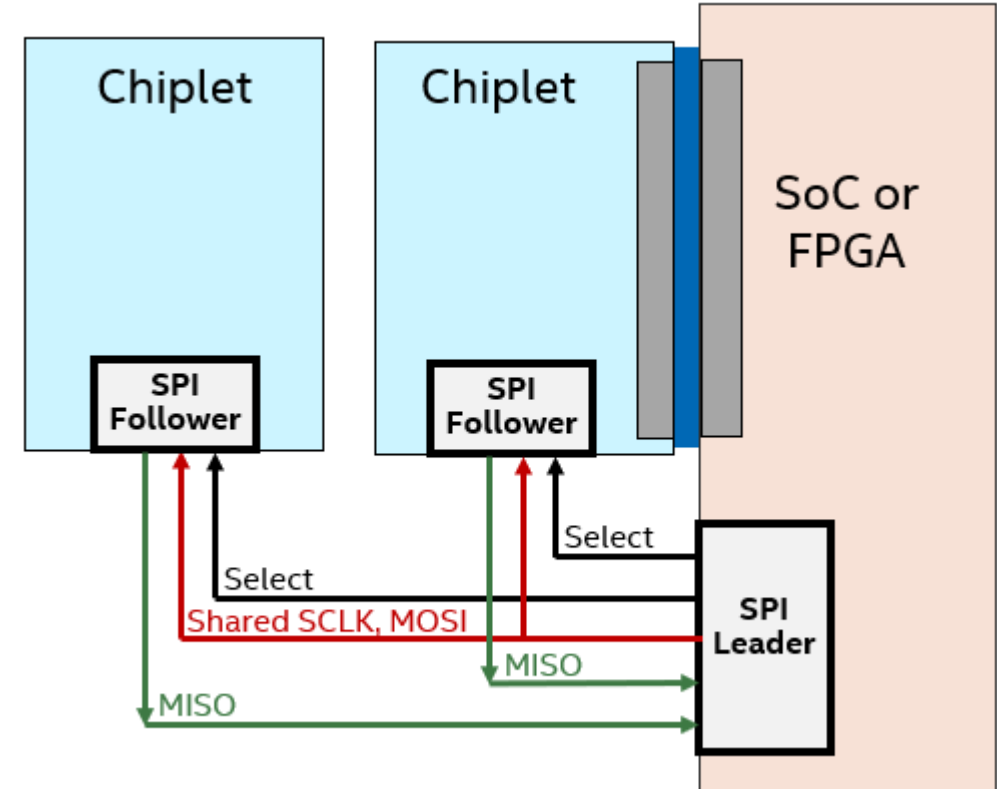 Chiplet
Chiplet
SoC or
FPGA
SPI
Follower
SPI
Follower
Select
Select
Shared SCLK, MOSI
SPI
Leader
MISO
MISO